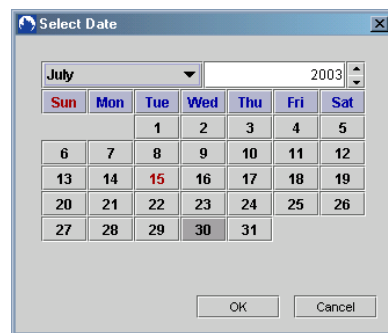 Select Date
July 2003
Sun Mon Tue Wed Thu Fri Sat
1 2 3 4 5
6 7 8 9 10 11 12
13 14 15 16 17 18 19
20 21 22 23 24 25 26
27 28 29 30 31
OK Cancel